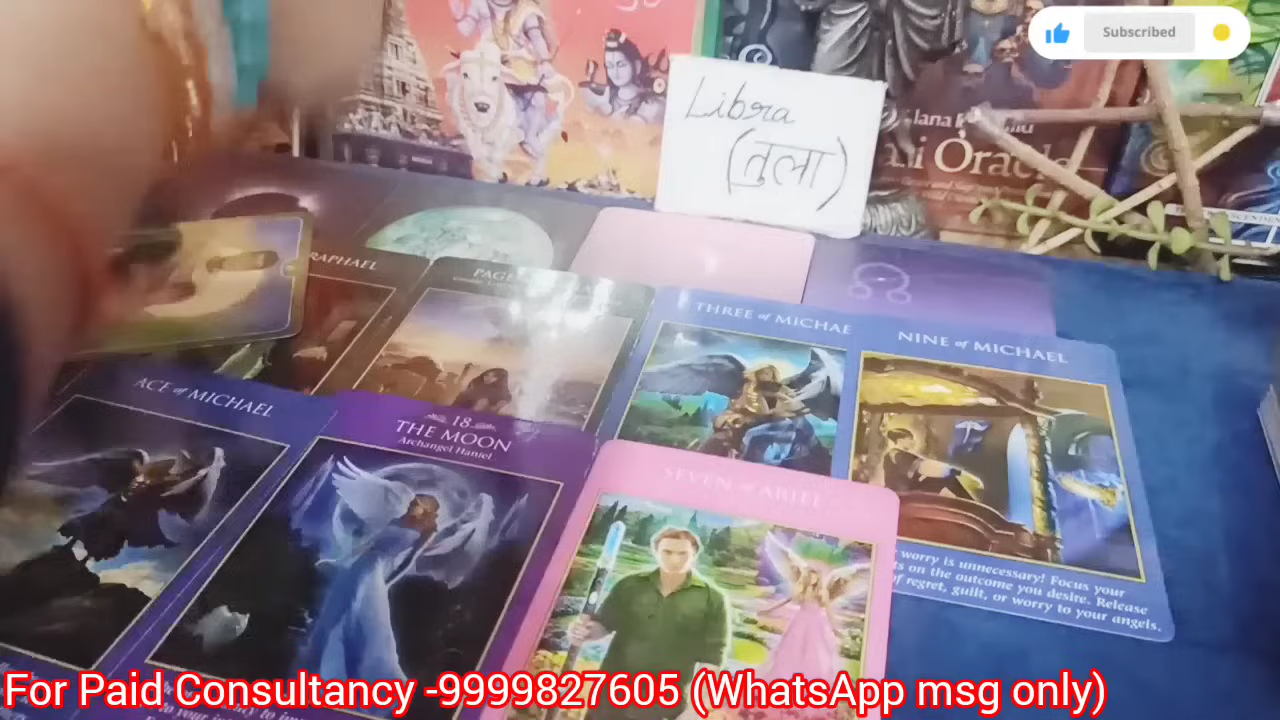 Subscribed
Libra
(तुला)
Oracle
RAPHAEL
PAGE
THREE of MICHAE
NINE of MICHAEL
ACE of MICHAEL
18
THE MOON
Archangel Haniel
SEVEN of ARIEL
worry is unnecessary! Focus your
on the outcome you desire. Release
of regret, guilt, or worry to your angels.
For Paid Consultancy -9999827605 (WhatsApp msg only)